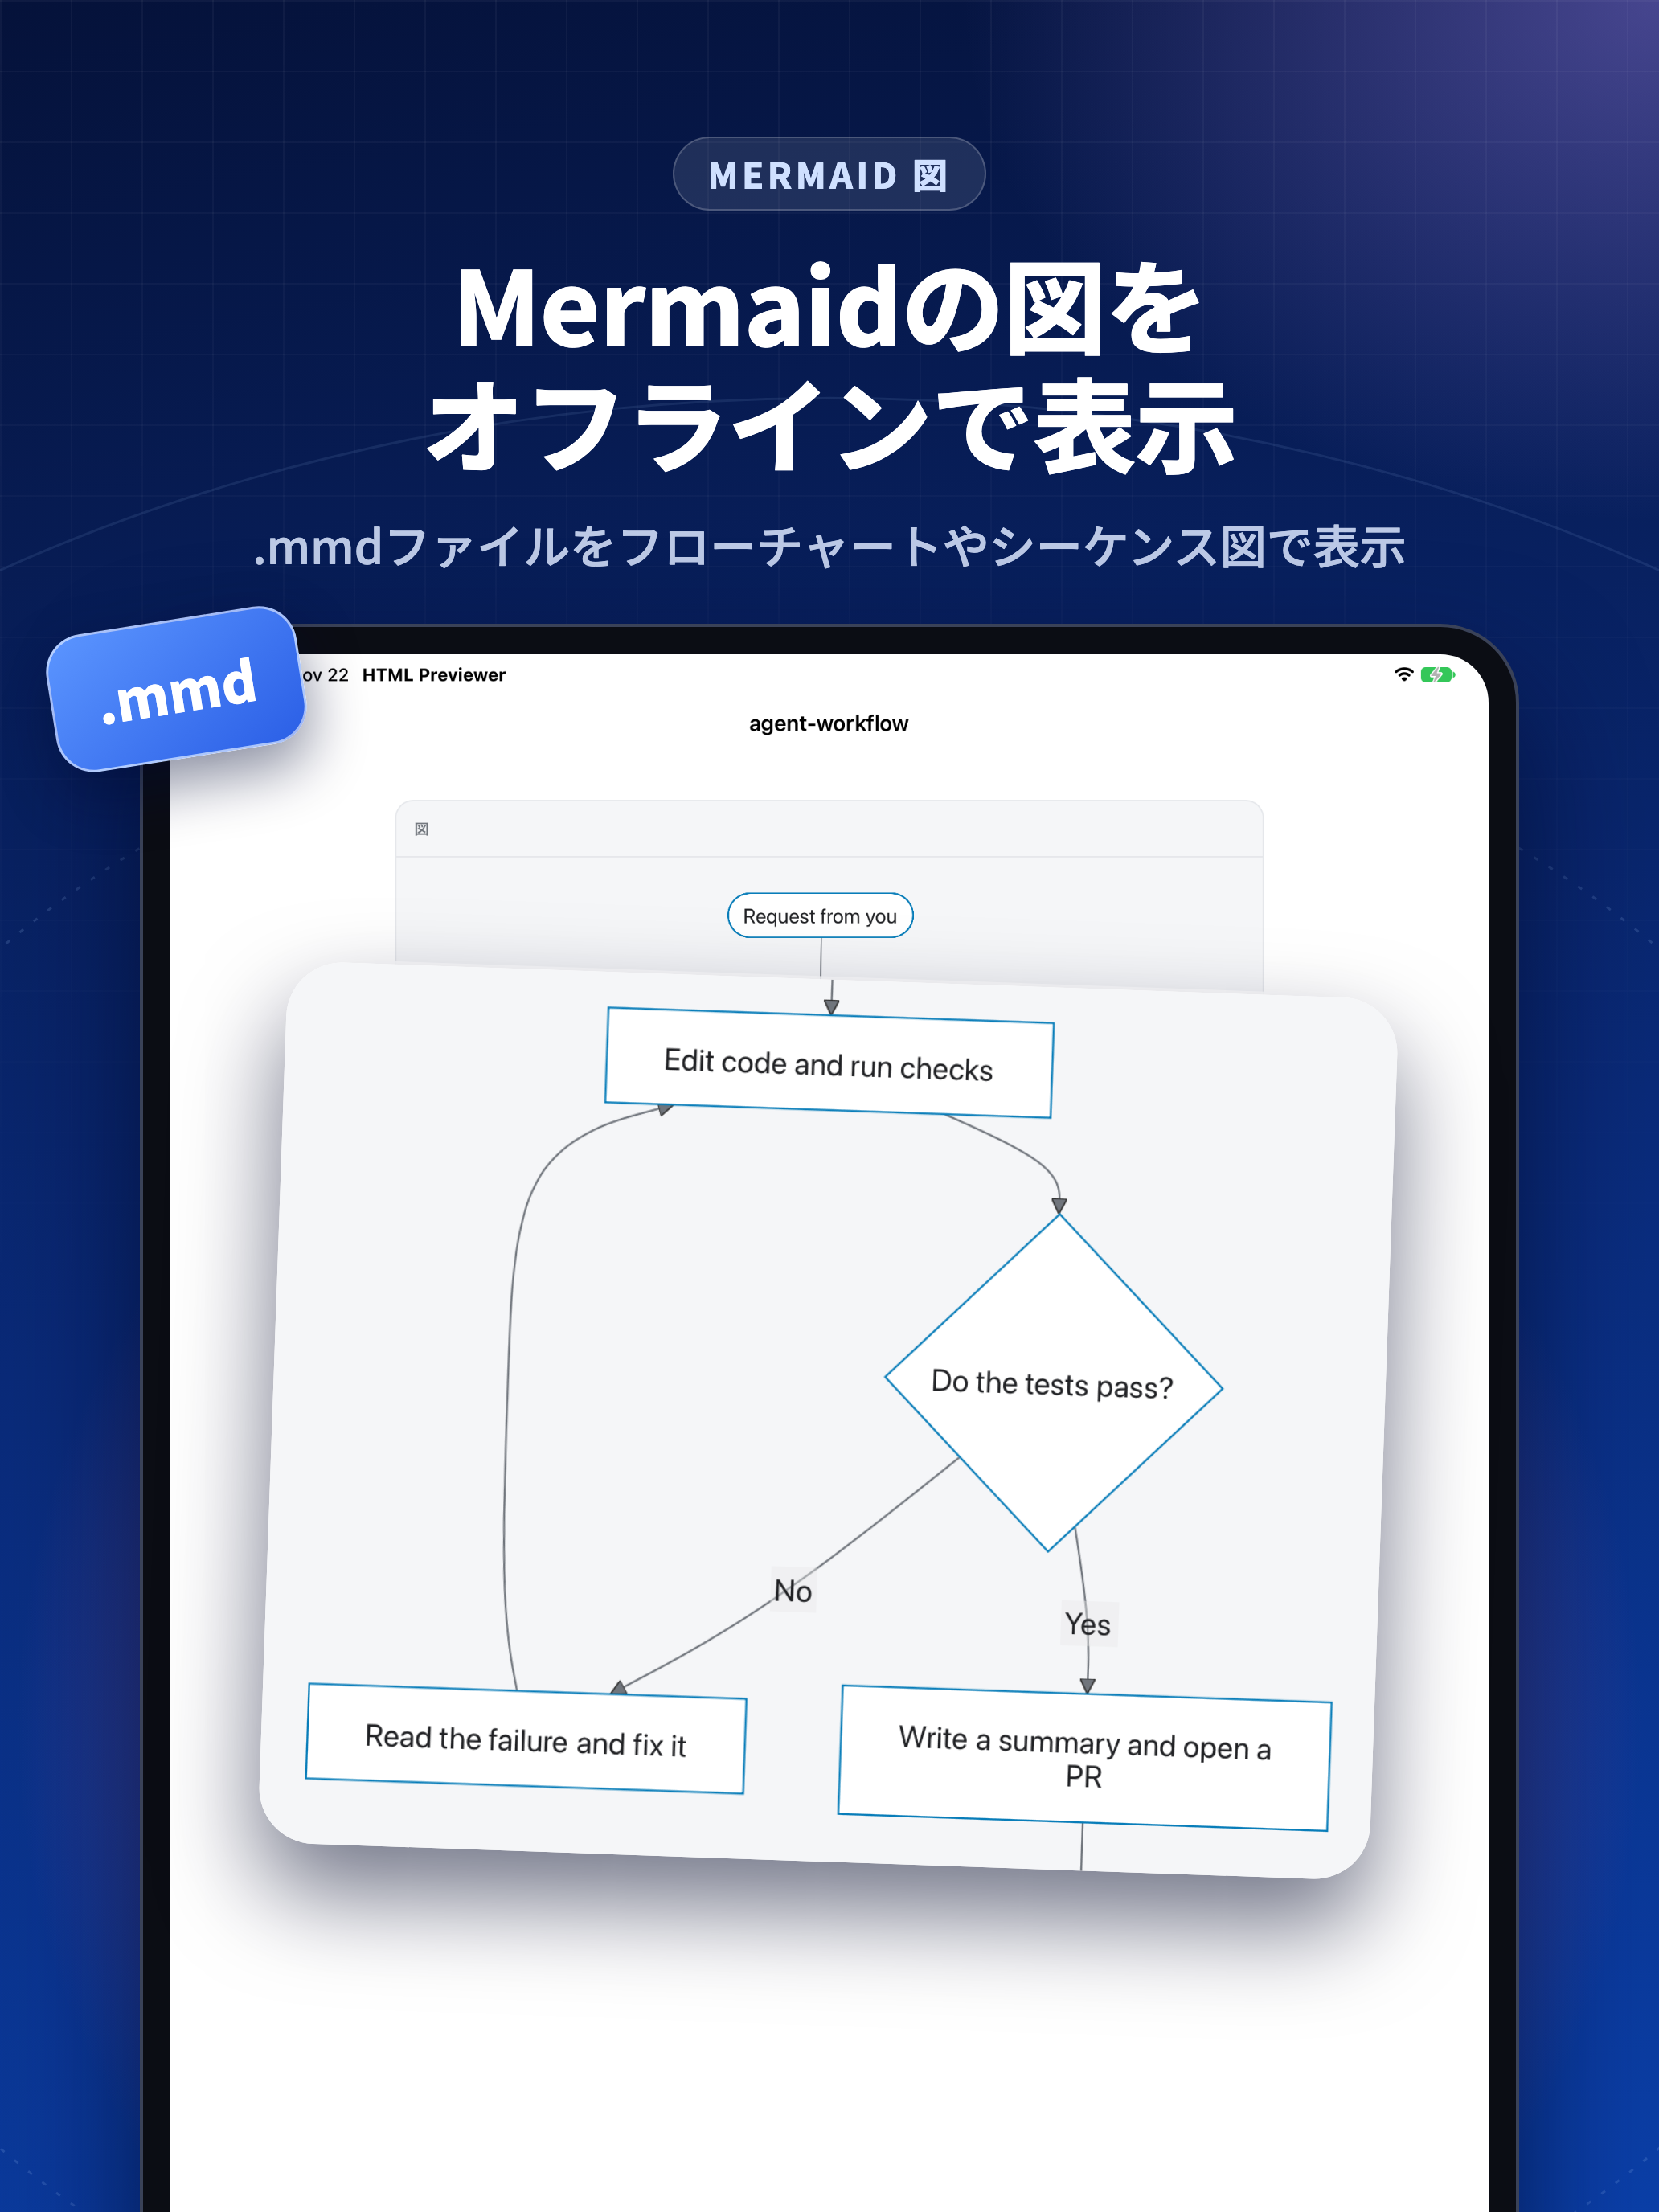 MERMAID 図
Mermaidの図を
オフラインで表示
.mmdファイルをフローチャートやシーケンス図で表示
.mmd
ov 22 HTML Previewer
agent-workflow
図
Request from you
Edit code and run checks
Do the tests pass?
No
Yes
Read the failure and fix it
Write a summary and open a
PR